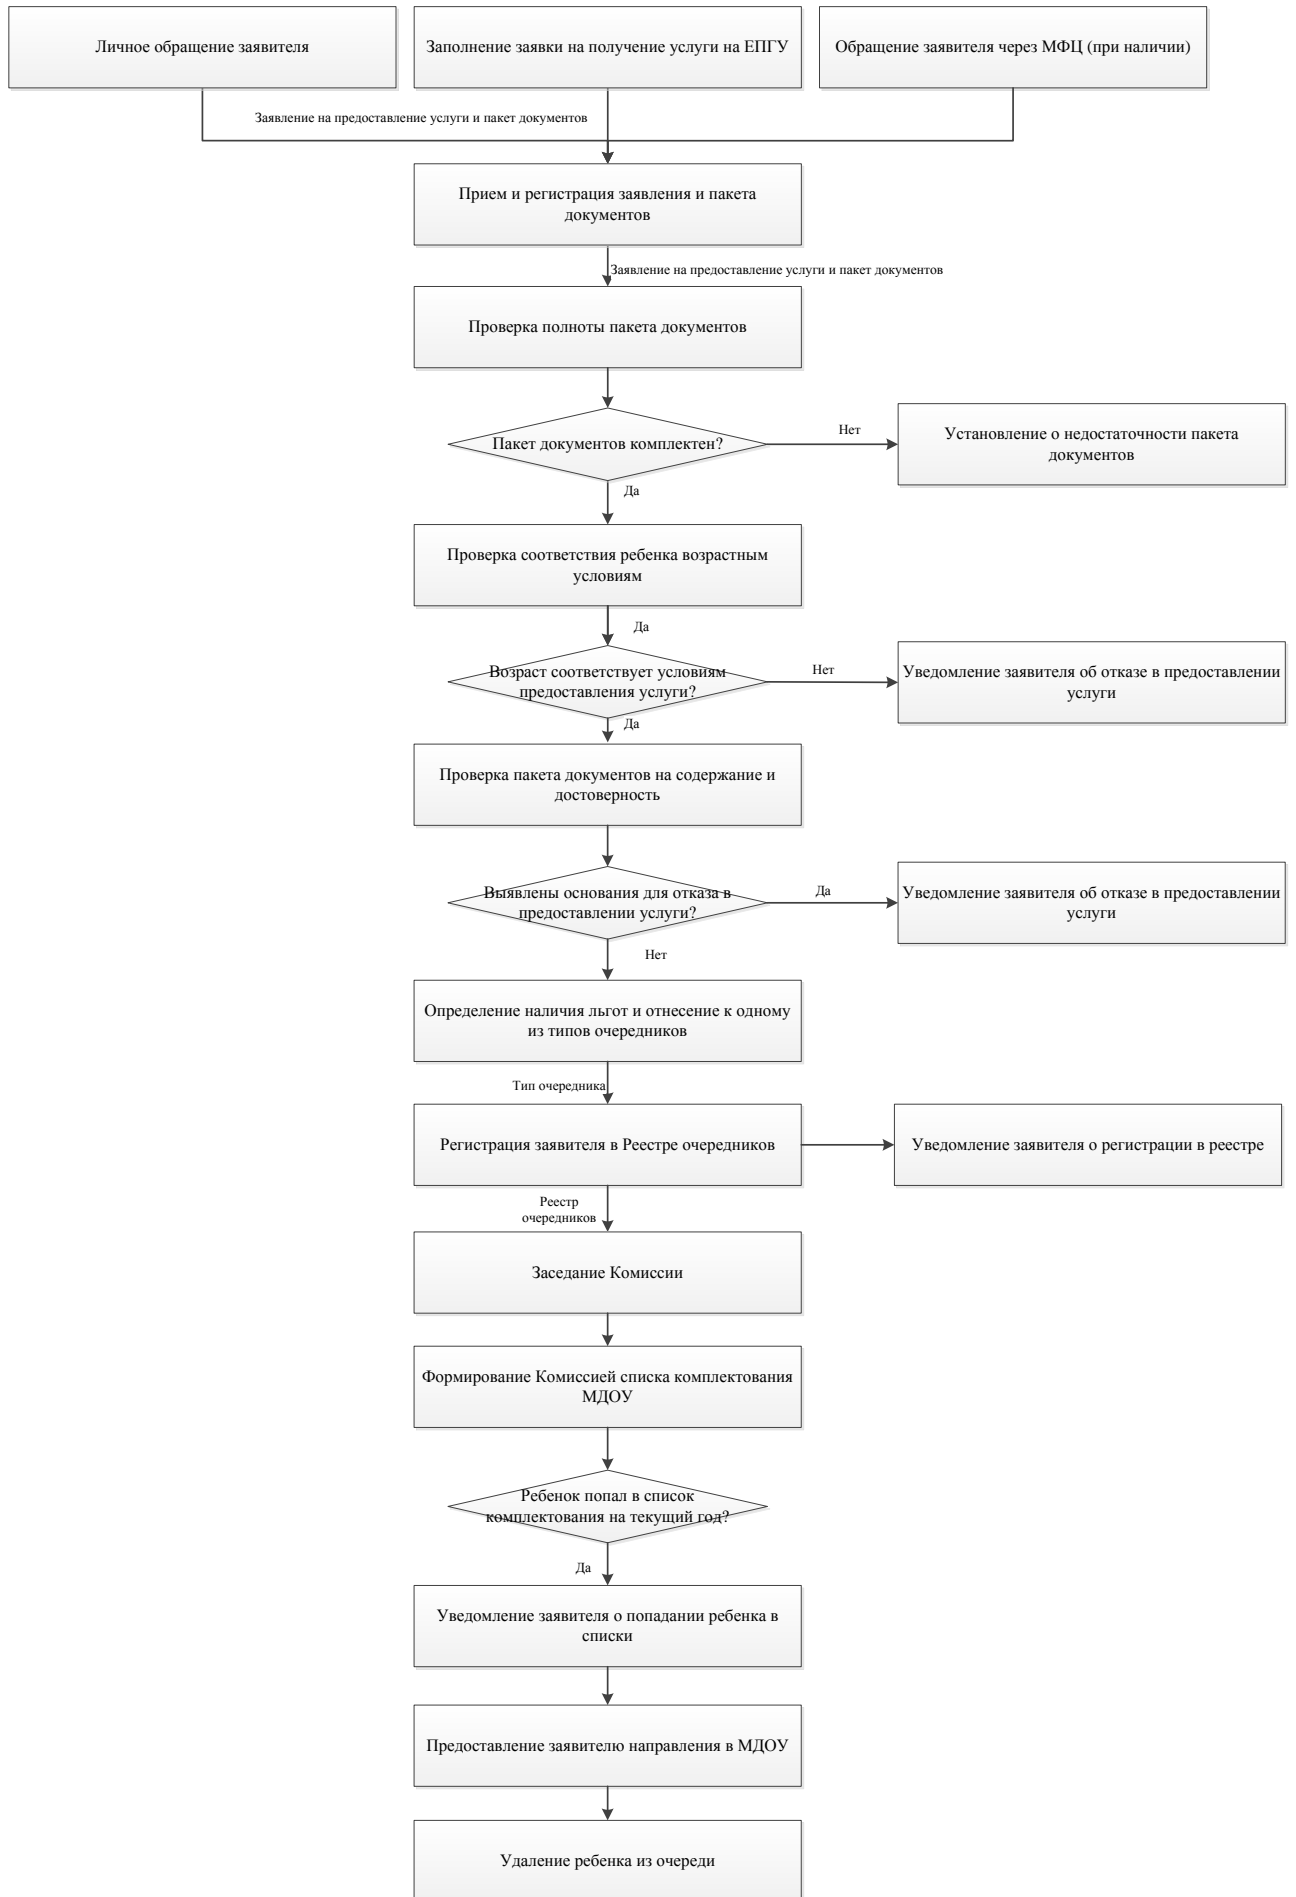 Личное обращение заявителя
Заполнение заявки на получение услуги на ЕПГУ
Обращение заявителя через МФЦ (при наличии)
Заявление на предоставление услуги и пакет документов
Прием и регистрация заявления и пакета
документов
Заявление на предоставление услуги и пакет документов
Проверка полноты пакета документов
Пакет документов комплектен?
Нет
Установление о недостаточности пакета
документов
Да
Проверка соответствия ребенка возрастным
условиям
Да
Возраст соответствует условиям
предоставления услуги?
Нет
Уведомление заявителя об отказе в предоставлении
услуги
Да
Проверка пакета документов на содержание и
достоверность
Выявлены основания для отказа в
предоставлении услуги?
Да
Уведомление заявителя об отказе в предоставлении
услуги
Нет
Определение наличия льгот и отнесение к одному
из типов очередников
Тип очередника
Регистрация заявителя в Реестре очередников
Уведомление заявителя о регистрации в реестре
Реестр
очередников
Заседание Комиссии
Формирование Комиссией списка комплектования
МДОУ
Ребенок попал в список
комплектования на текущий год?
Да
Уведомление заявителя о попадании ребенка в
списки
Предоставление заявителю направления в МДОУ
Удаление ребенка из очереди